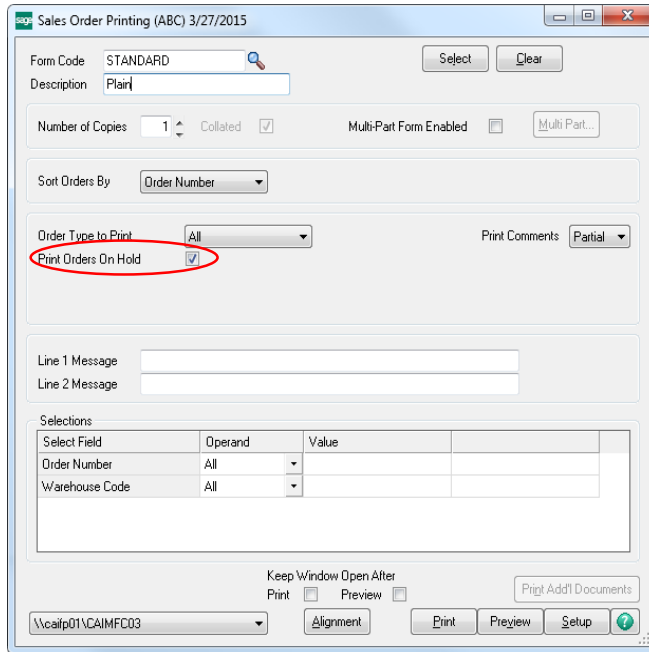 sage Sales Order Printing (ABC) 3/27/2015
Form Code STANDARD Select Clear
Description Plain
Number of Copies 1 Collated Multi-Part Form Enabled Multi Part...
Sort Orders By Order Number
Order Type to Print All Print Comments Partial
Print Orders On Hold
Line 1 Message
Line 2 Message
Selections
Select Field Operand Value
Order Number All
Warehouse Code All
Keep Window Open After
Print Preview Print Add'l Documents
\\caifp01\CAIMFC03 Alignment Print Preview Setup ?